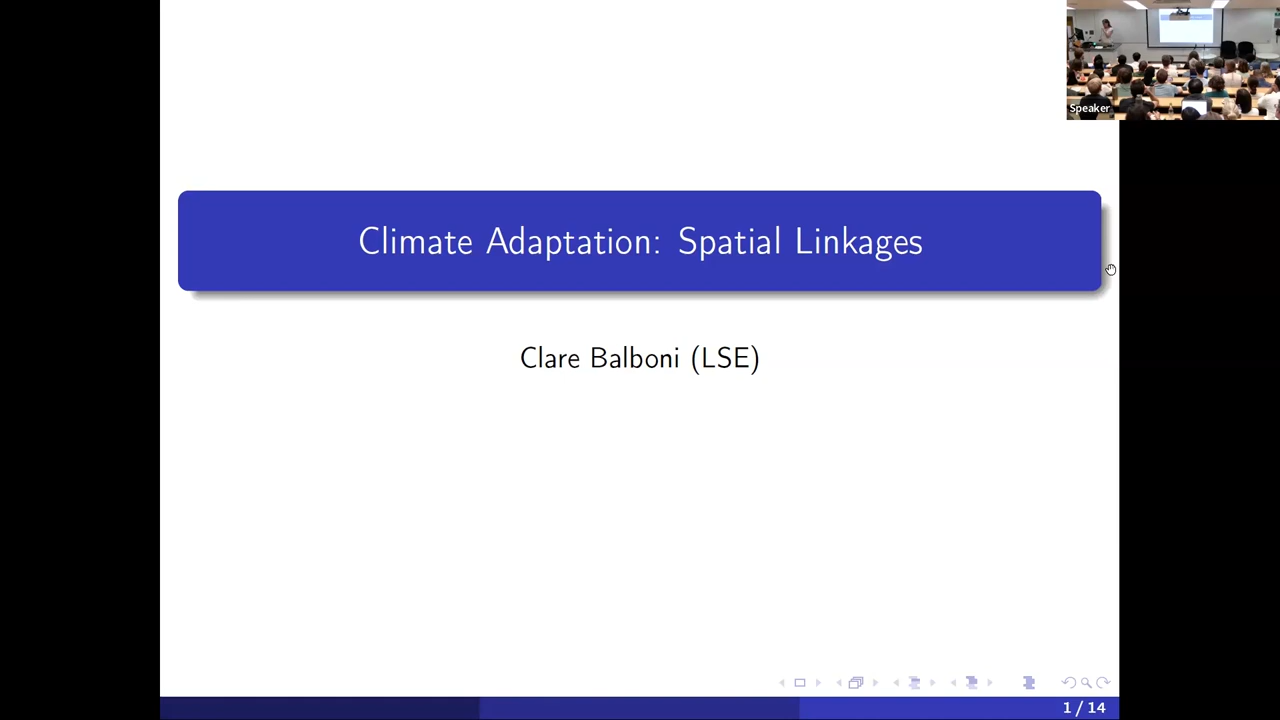 Speaker
Climate Adaptation: Spatial Linkages
Clare Balboni (LSE)
1 / 14